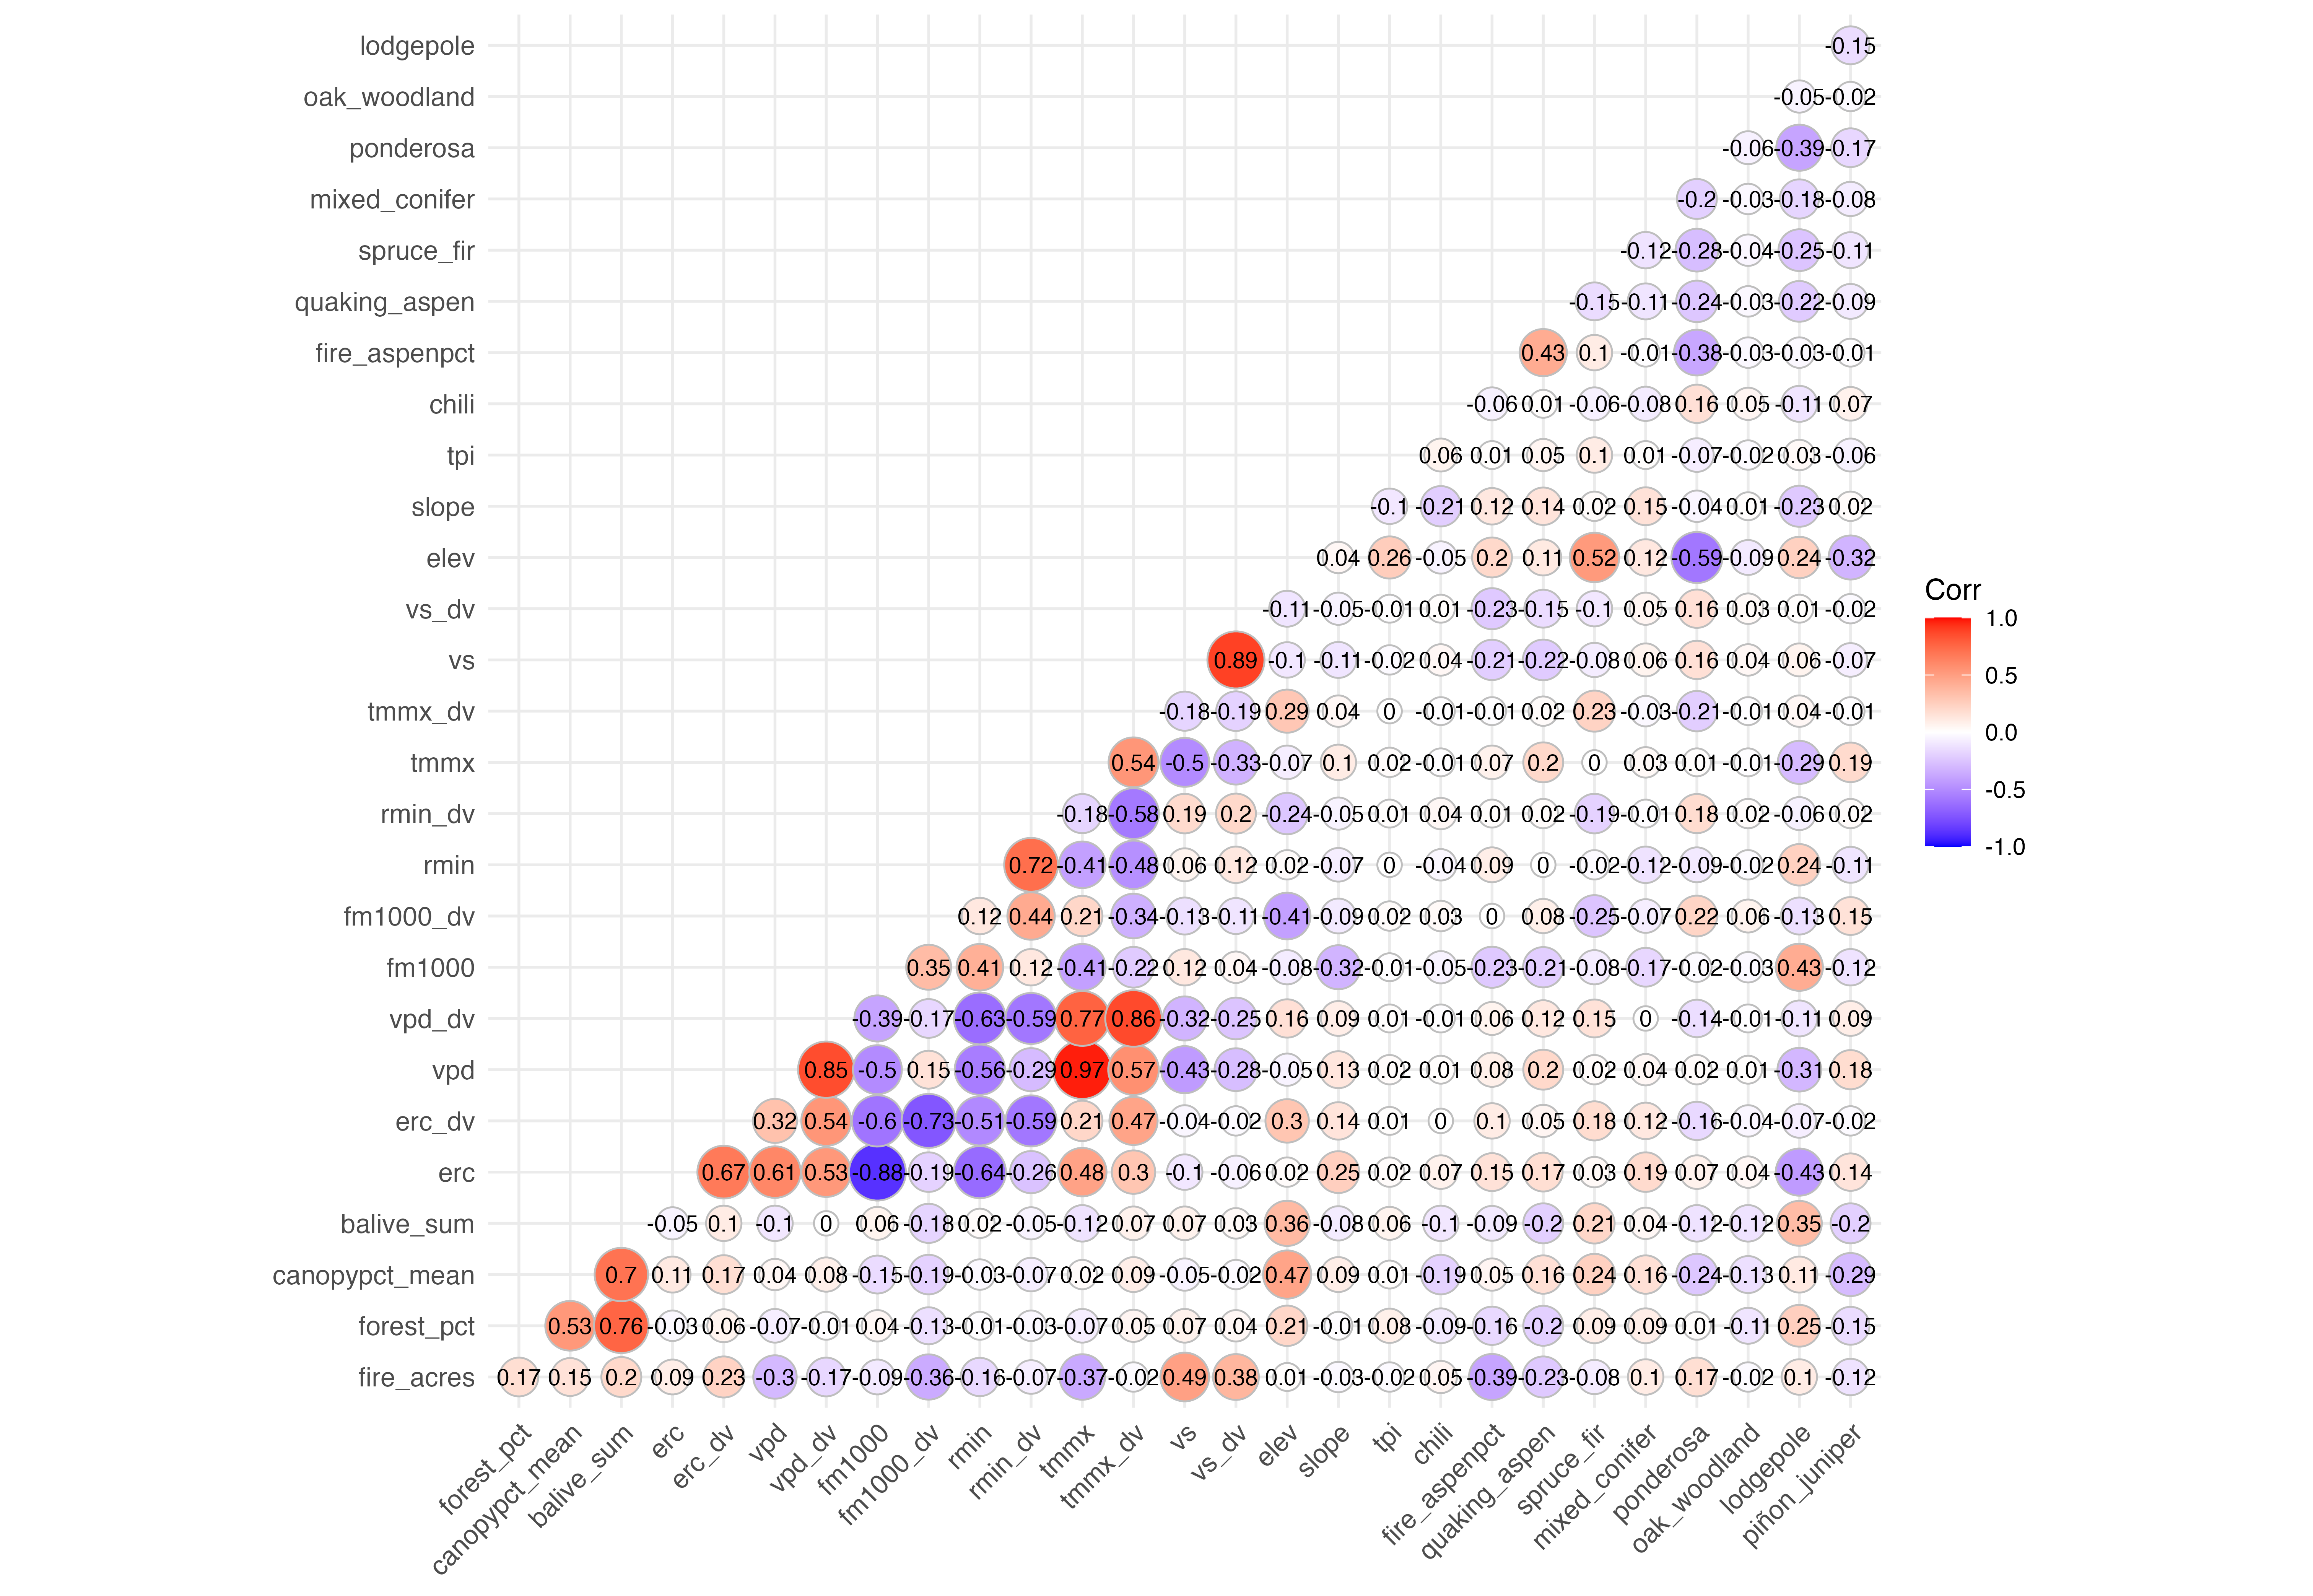 lodgepole -0.15
oak_woodland -0.05 -0.02
ponderosa -0.06 -0.39 -0.17
mixed_conifer -0.2 -0.03 -0.18 -0.08
spruce_fir -0.12 -0.28 -0.04 -0.25 -0.11
quaking_aspen -0.15 -0.11 -0.24 -0.03 -0.22 -0.09
fire_aspenpct 0.43 0.1 -0.01 -0.38 -0.03 -0.03 -0.01
chili -0.06 0.01 -0.06 -0.08 0.16 0.05 -0.11 0.07
tpi 0.06 0.01 0.05 0.1 0.01 -0.07 -0.02 0.03 -0.06
slope -0.1 -0.21 0.12 0.14 0.02 0.15 -0.04 0.01 -0.23 0.02
elev 0.04 0.26 -0.05 0.2 0.11 0.52 0.12 -0.59 -0.09 0.24 -0.32
vs_dv -0.11 -0.05 -0.01 0.01 -0.23 -0.15 -0.1 0.05 0.16 0.03 0.01 -0.02
vs 0.89 -0.1 -0.11 -0.02 0.04 -0.21 -0.22 -0.08 0.06 0.16 0.04 0.06 -0.07
tmmx_dv -0.18 -0.19 0.29 0.04 0 -0.01 -0.01 0.02 0.23 -0.03 -0.21 -0.01 0.04 -0.01
tmmx 0.54 -0.5 -0.33 -0.07 0.1 0.02 -0.01 0.07 0.2 0 0.03 0.01 -0.01 -0.29 0.19
rmin_dv -0.18 -0.58 0.19 0.2 -0.24 -0.05 0.01 0.04 0.01 0.02 -0.19 -0.01 0.18 0.02 -0.06 0.02
rmin 0.72 -0.41 -0.48 0.06 0.12 0.02 -0.07 0 -0.04 0.09 0 -0.02 -0.12 -0.09 -0.02 0.24 -0.11
fm1000_dv 0.12 0.44 0.21 -0.34 -0.13 -0.11 -0.41 -0.09 0.02 0.03 0 0.08 -0.25 -0.07 0.22 0.06 -0.13 0.15
fm1000 0.35 0.41 0.12 -0.41 -0.22 0.12 0.04 -0.08 -0.32 -0.01 -0.05 -0.23 -0.21 -0.08 -0.17 -0.02 -0.03 0.43 -0.12
vpd_dv -0.39 -0.17 -0.63 -0.59 0.77 0.86 -0.32 -0.25 0.16 0.09 0.01 -0.01 0.06 0.12 0.15 0 -0.14 -0.01 -0.11 0.09
vpd 0.85 -0.5 0.15 -0.56 -0.29 0.97 0.57 -0.43 -0.28 -0.05 0.13 0.02 0.01 0.08 0.2 0.02 0.04 0.02 0.01 -0.31 0.18
erc_dv 0.32 0.54 -0.6 -0.73 -0.51 -0.59 0.21 0.47 -0.04 -0.02 0.3 0.14 0.01 0 0.1 0.05 0.18 0.12 -0.16 -0.04 -0.07 -0.02
erc 0.67 0.61 0.53 -0.88 -0.19 -0.64 -0.26 0.48 0.3 -0.1 -0.06 0.02 0.25 0.02 0.07 0.15 0.17 0.03 0.19 0.07 0.04 -0.43 0.14
balive_sum -0.05 0.1 -0.1 0 0.06 -0.18 0.02 -0.05 -0.12 0.07 0.07 0.03 0.36 -0.08 0.06 -0.1 -0.09 -0.2 0.21 0.04 -0.12 -0.12 0.35 -0.2
canopypct_mean 0.7 0.11 0.17 0.04 0.08 -0.15 -0.19 -0.03 -0.07 0.02 0.09 -0.05 -0.02 0.47 0.09 0.01 -0.19 0.05 0.16 0.24 0.16 -0.24 -0.13 0.11 -0.29
forest_pct 0.53 0.76 -0.03 0.06 -0.07 -0.01 0.04 -0.13 -0.01 -0.03 -0.07 0.05 0.07 0.04 0.21 -0.01 0.08 -0.09 -0.16 -0.2 0.09 0.09 0.01 -0.11 0.25 -0.15
fire_acres 0.17 0.15 0.2 0.09 0.23 -0.3 -0.17 -0.09 -0.36 -0.16 -0.07 -0.37 -0.02 0.49 0.38 0.01 -0.03 -0.02 0.05 -0.39 -0.23 -0.08 0.1 0.17 -0.02 0.1 -0.12
forest_pct
canopypct_mean
balive_sum
erc
erc_dv
vpd
vpd_dv
fm1000
fm1000_dv
rmin
rmin_dv
tmmx
tmmx_dv
vs
vs_dv
elev
slope
tpi
chili
fire_aspenpct
quaking_aspen
spruce_fir
mixed_conifer
ponderosa
oak_woodland
lodgepole
piñon_juniper
Corr
1.0
0.5
0.0
-0.5
-1.0